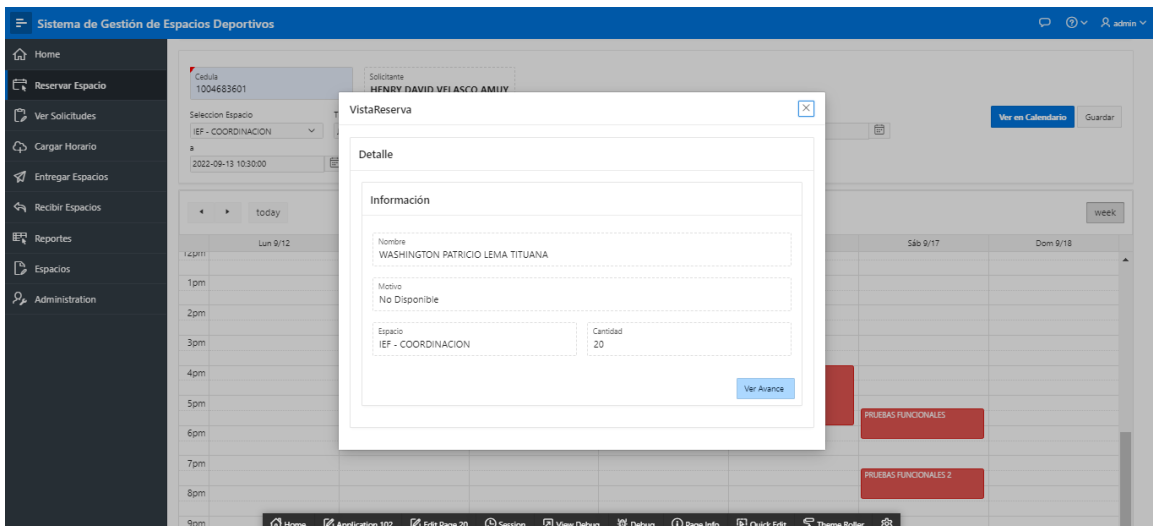 Sistema de Gestión de Espacios Deportivos
admin
Home
Reservar Espacio
Ver Solicitudes
Cargar Horario
Entregar Espacios
Recibir Espacios
Reportes
Espacios
Administration
Cedula
1004683601
Solicitante
HENRY DAVID VELASCO AMUY
Seleccion Espacio
IEF - COORDINACION
a
2022-09-13 10:30:00
Ver en Calendario
Guardar
VistaReserva
Detalle
Información
Nombre
WASHINGTON PATRICIO LEMA TITUANA
Motivo
No Disponible
Espacio
IEF - COORDINACION
Cantidad
20
Ver Avance
today
week
Lun 9/12
Sáb 9/17
Dom 9/18
12pm
1pm
2pm
3pm
4pm
5pm
6pm
7pm
8pm
9pm
PRUEBAS FUNCIONALES
PRUEBAS FUNCIONALES 2
Home
Application 102
Edit Page 20
Session
View Debug
Debug
Page Info
Quick Edit
Theme Roller